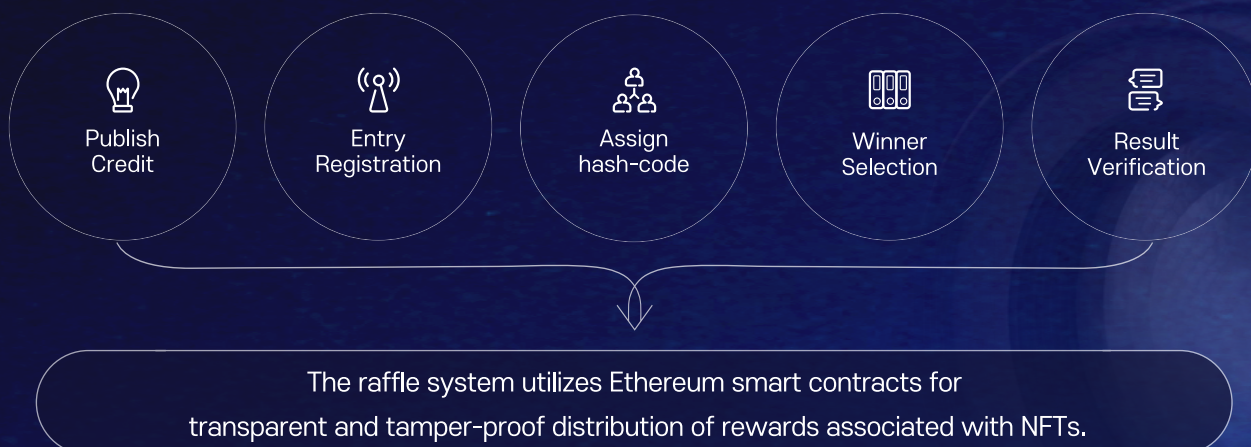 Publish
Credit
Entry
Registration
Assign
hash-code
Winner
Selection
Result
Verification
The raffle system utilizes Ethereum smart contracts for
transparent and tamper-proof distribution of rewards associated with NFTs.